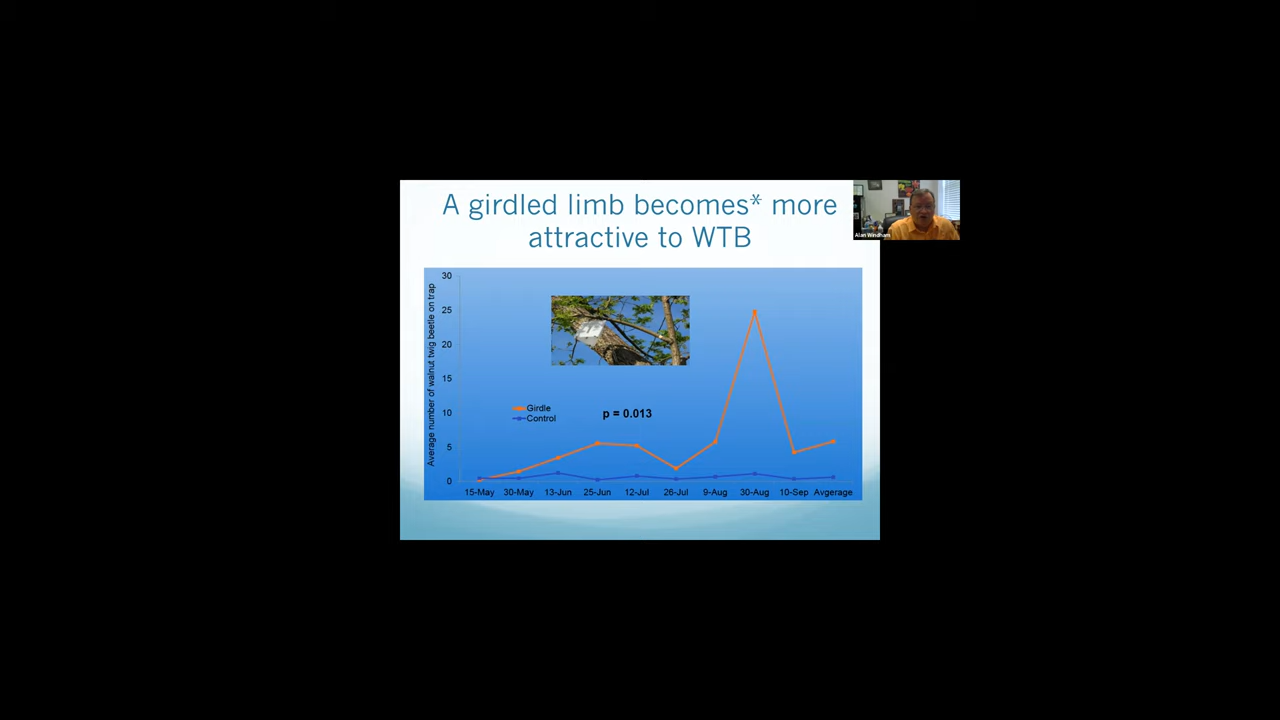 A girdled limb becomes* more
attractive to WTB
Alan Windham
Average number of walnut twig beetle on trap
30
25
20
15
10
5
0
Girdle
Control
p = 0.013
15-May 30-May 13-Jun 25-Jun 12-Jul 26-Jul 9-Aug 30-Aug 10-Sep Avgerage